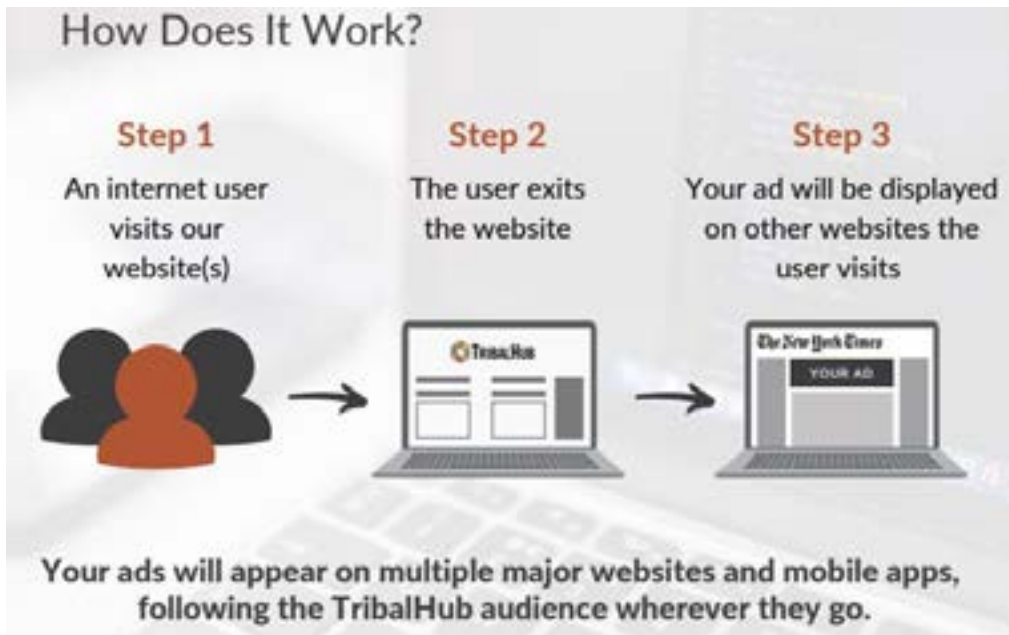 How Does It Work?
Step 1
An internet user
visits our
website(s)
Step 2
The user exits
the website
Step 3
Your ad will be displayed
on other websites the
user visits
TRIBALHUB
The New York Times
YOUR AD
Your ads will appear on multiple major websites and mobile apps,
following the TribalHub audience wherever they go.